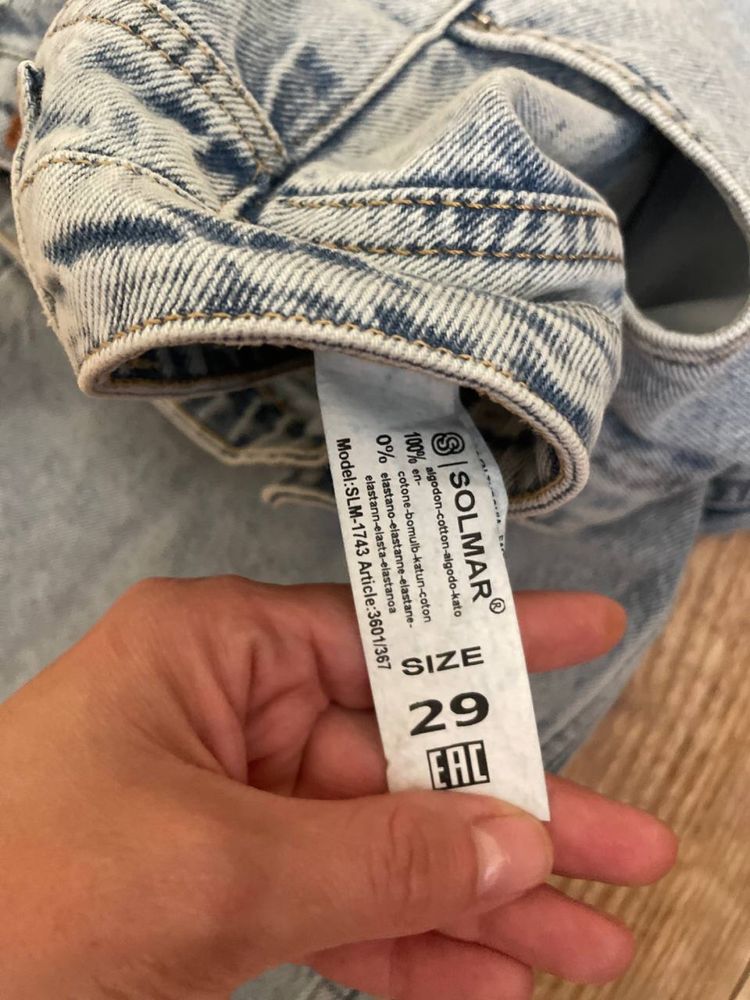 S|SOLMAR®
100% algodon-cotton-algodo-kato
en-
cotone-bomulb-katun-coton
0% elastano-elastanne-elastane-
elastann-elasta-elastanoa
Model:SLM-1743 Article:3601/367
SIZE
29
EAC